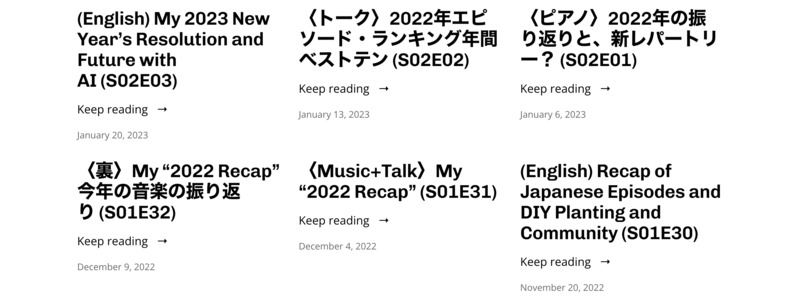 (English) My 2023 New
Year’s Resolution and
Future with
AI (S02E03)
Keep reading →
January 20, 2023
〈トーク〉2022年エピ
ソード・ランキング年間
ベストテン (S02E02)
Keep reading →
January 13, 2023
〈ピアノ〉2022年の振
り返りと、新レパートリ
ー？ (S02E01)
Keep reading →
January 6, 2023
〈裏〉My “2022 Recap”
今年の音楽の振り返
り (S01E32)
Keep reading →
December 9, 2022
〈Music+Talk〉My
“2022 Recap” (S01E31)
Keep reading →
December 4, 2022
(English) Recap of
Japanese Episodes and
DIY Planting and
Community (S01E30)
Keep reading →
November 20, 2022